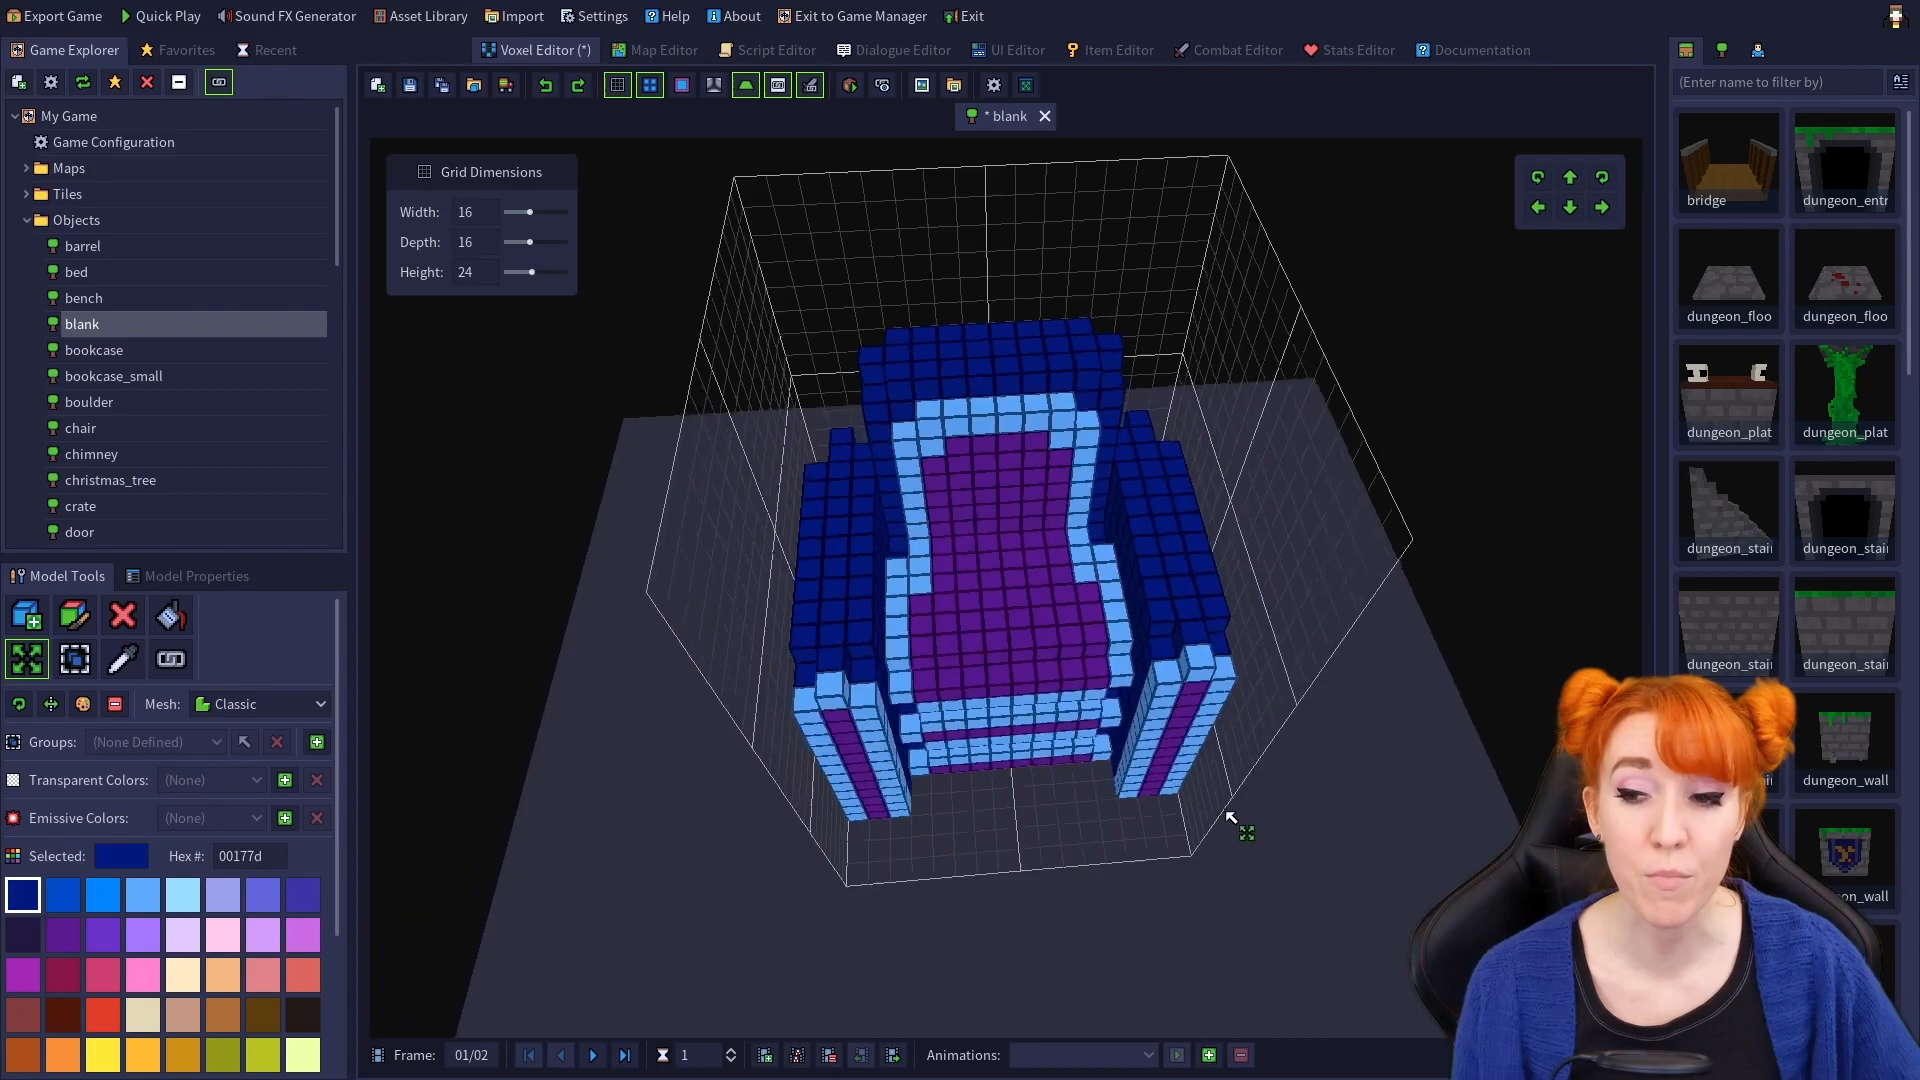 Export Game
Quick Play
Sound FX Generator
Asset Library
Import
Settings
Help
About
Exit to Game Manager
Exit
Game Explorer
Favorites
Recent
Voxel Editor (*)
Map Editor
Script Editor
Dialogue Editor
UI Editor
Item Editor
Combat Editor
Stats Editor
Documentation
(Enter name to filter by)
* blank
My Game
Game Configuration
Maps
Tiles
Objects
barrel
bed
bench
blank
bookcase
bookcase_small
boulder
chair
chimney
christmas_tree
crate
door
Grid Dimensions
Width: 16
Depth: 16
Height: 24
bridge
dungeon_entr
dungeon_floo
dungeon_floo
dungeon_plat
dungeon_plat
dungeon_stair
dungeon_stair
dungeon_stair
dungeon_stair
dungeon_wall
Model Tools
Model Properties
Mesh: Classic
Groups: (None Defined)
Transparent Colors: (None)
Emissive Colors: (None)
Selected:
Hex #: 00177d
Frame: 01/02
1
Animations: